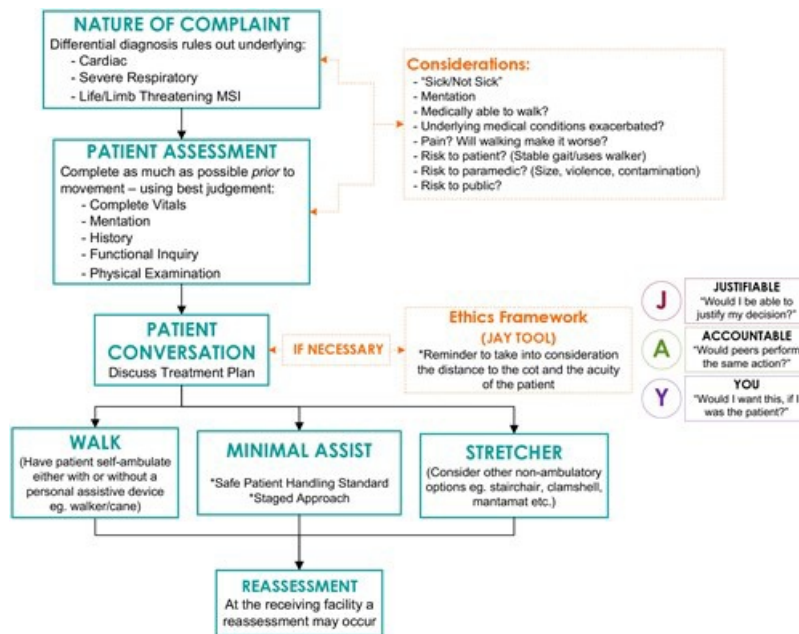 NATURE OF COMPLAINT
Differential diagnosis rules out underlying:
- Cardiac
- Severe Respiratory
- Life/Limb Threatening MSI
Considerations:
- "Sick/Not Sick"
- Mentation
- Medically able to walk?
- Underlying medical conditions exacerbated?
- Pain? Will walking make it worse?
- Risk to patient? (Stable gait/uses walker)
- Risk to paramedic? (Size, violence, contamination)
- Risk to public?
PATIENT ASSESSMENT
Complete as much as possible prior to
movement – using best judgement:
- Complete Vitals
- Mentation
- History
- Functional Inquiry
- Physical Examination
PATIENT
CONVERSATION
Discuss Treatment Plan
IF NECESSARY
Ethics Framework
(JAY TOOL)
*Reminder to take into consideration
the distance to the cot and the acuity
of the patient
J
JUSTIFIABLE
"Would I be able to
justify my decision?"
A
ACCOUNTABLE
"Would peers perform
the same action?"
Y
YOU
"Would I want this, if I
was the patient?"
WALK
(Have patient self-ambulate
either with or without a
personal assistive device
eg. walker/cane)
MINIMAL ASSIST
*Safe Patient Handling Standard
*Staged Approach
STRETCHER
(Consider other non-ambulatory
options eg. stairchair, clamshell,
mantamat etc.)
REASSESSMENT
At the receiving facility a
reassessment may occur